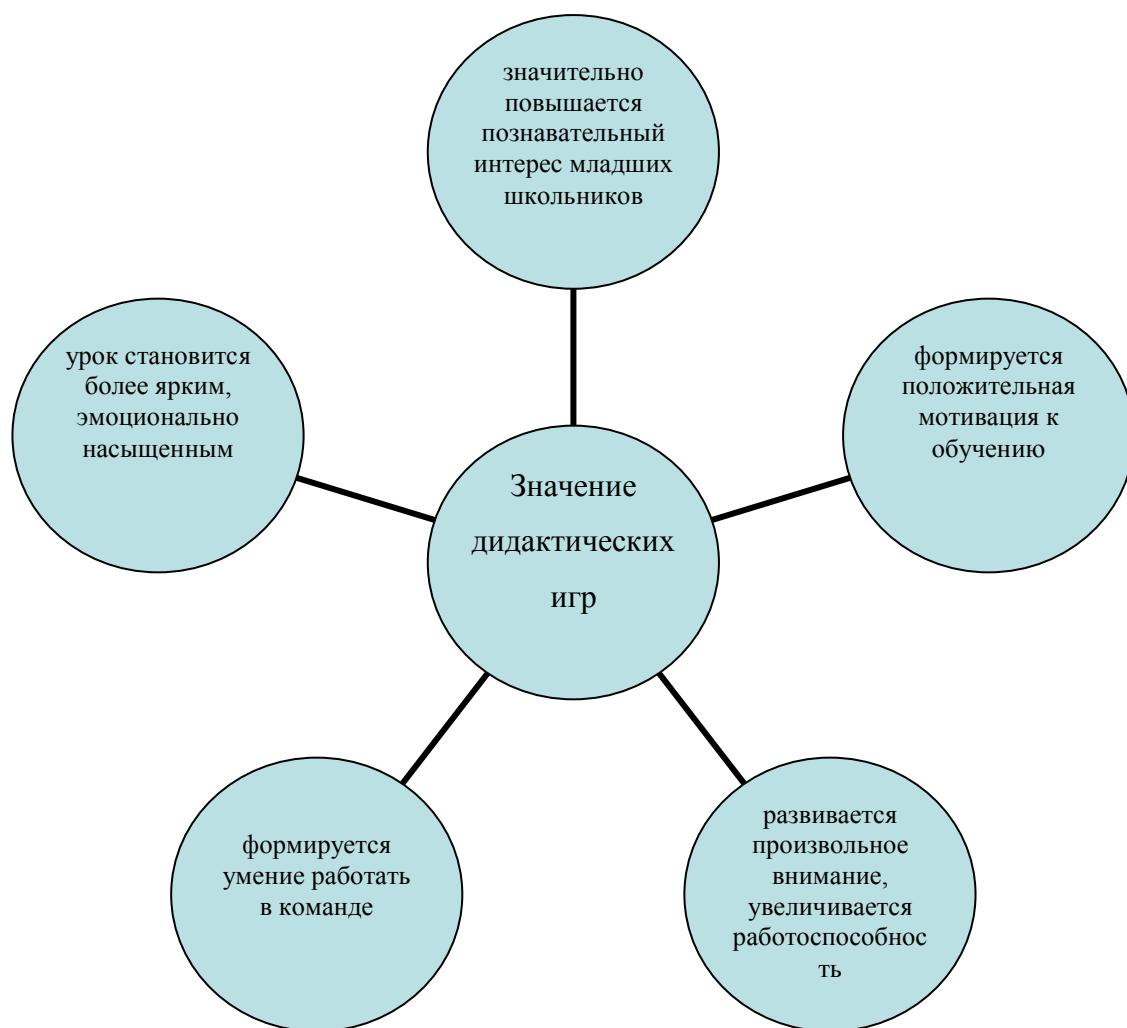 значительно
повышается
познавательный
интерес младших
школьников
урок становится
более ярким,
эмоционально
насыщенным
формируется
положительная
мотивация к
обучению
Значение
дидактических
игр
формируется
умение работать
в команде
развивается
произвольное
внимание,
увеличивается
работоспособнос
ть